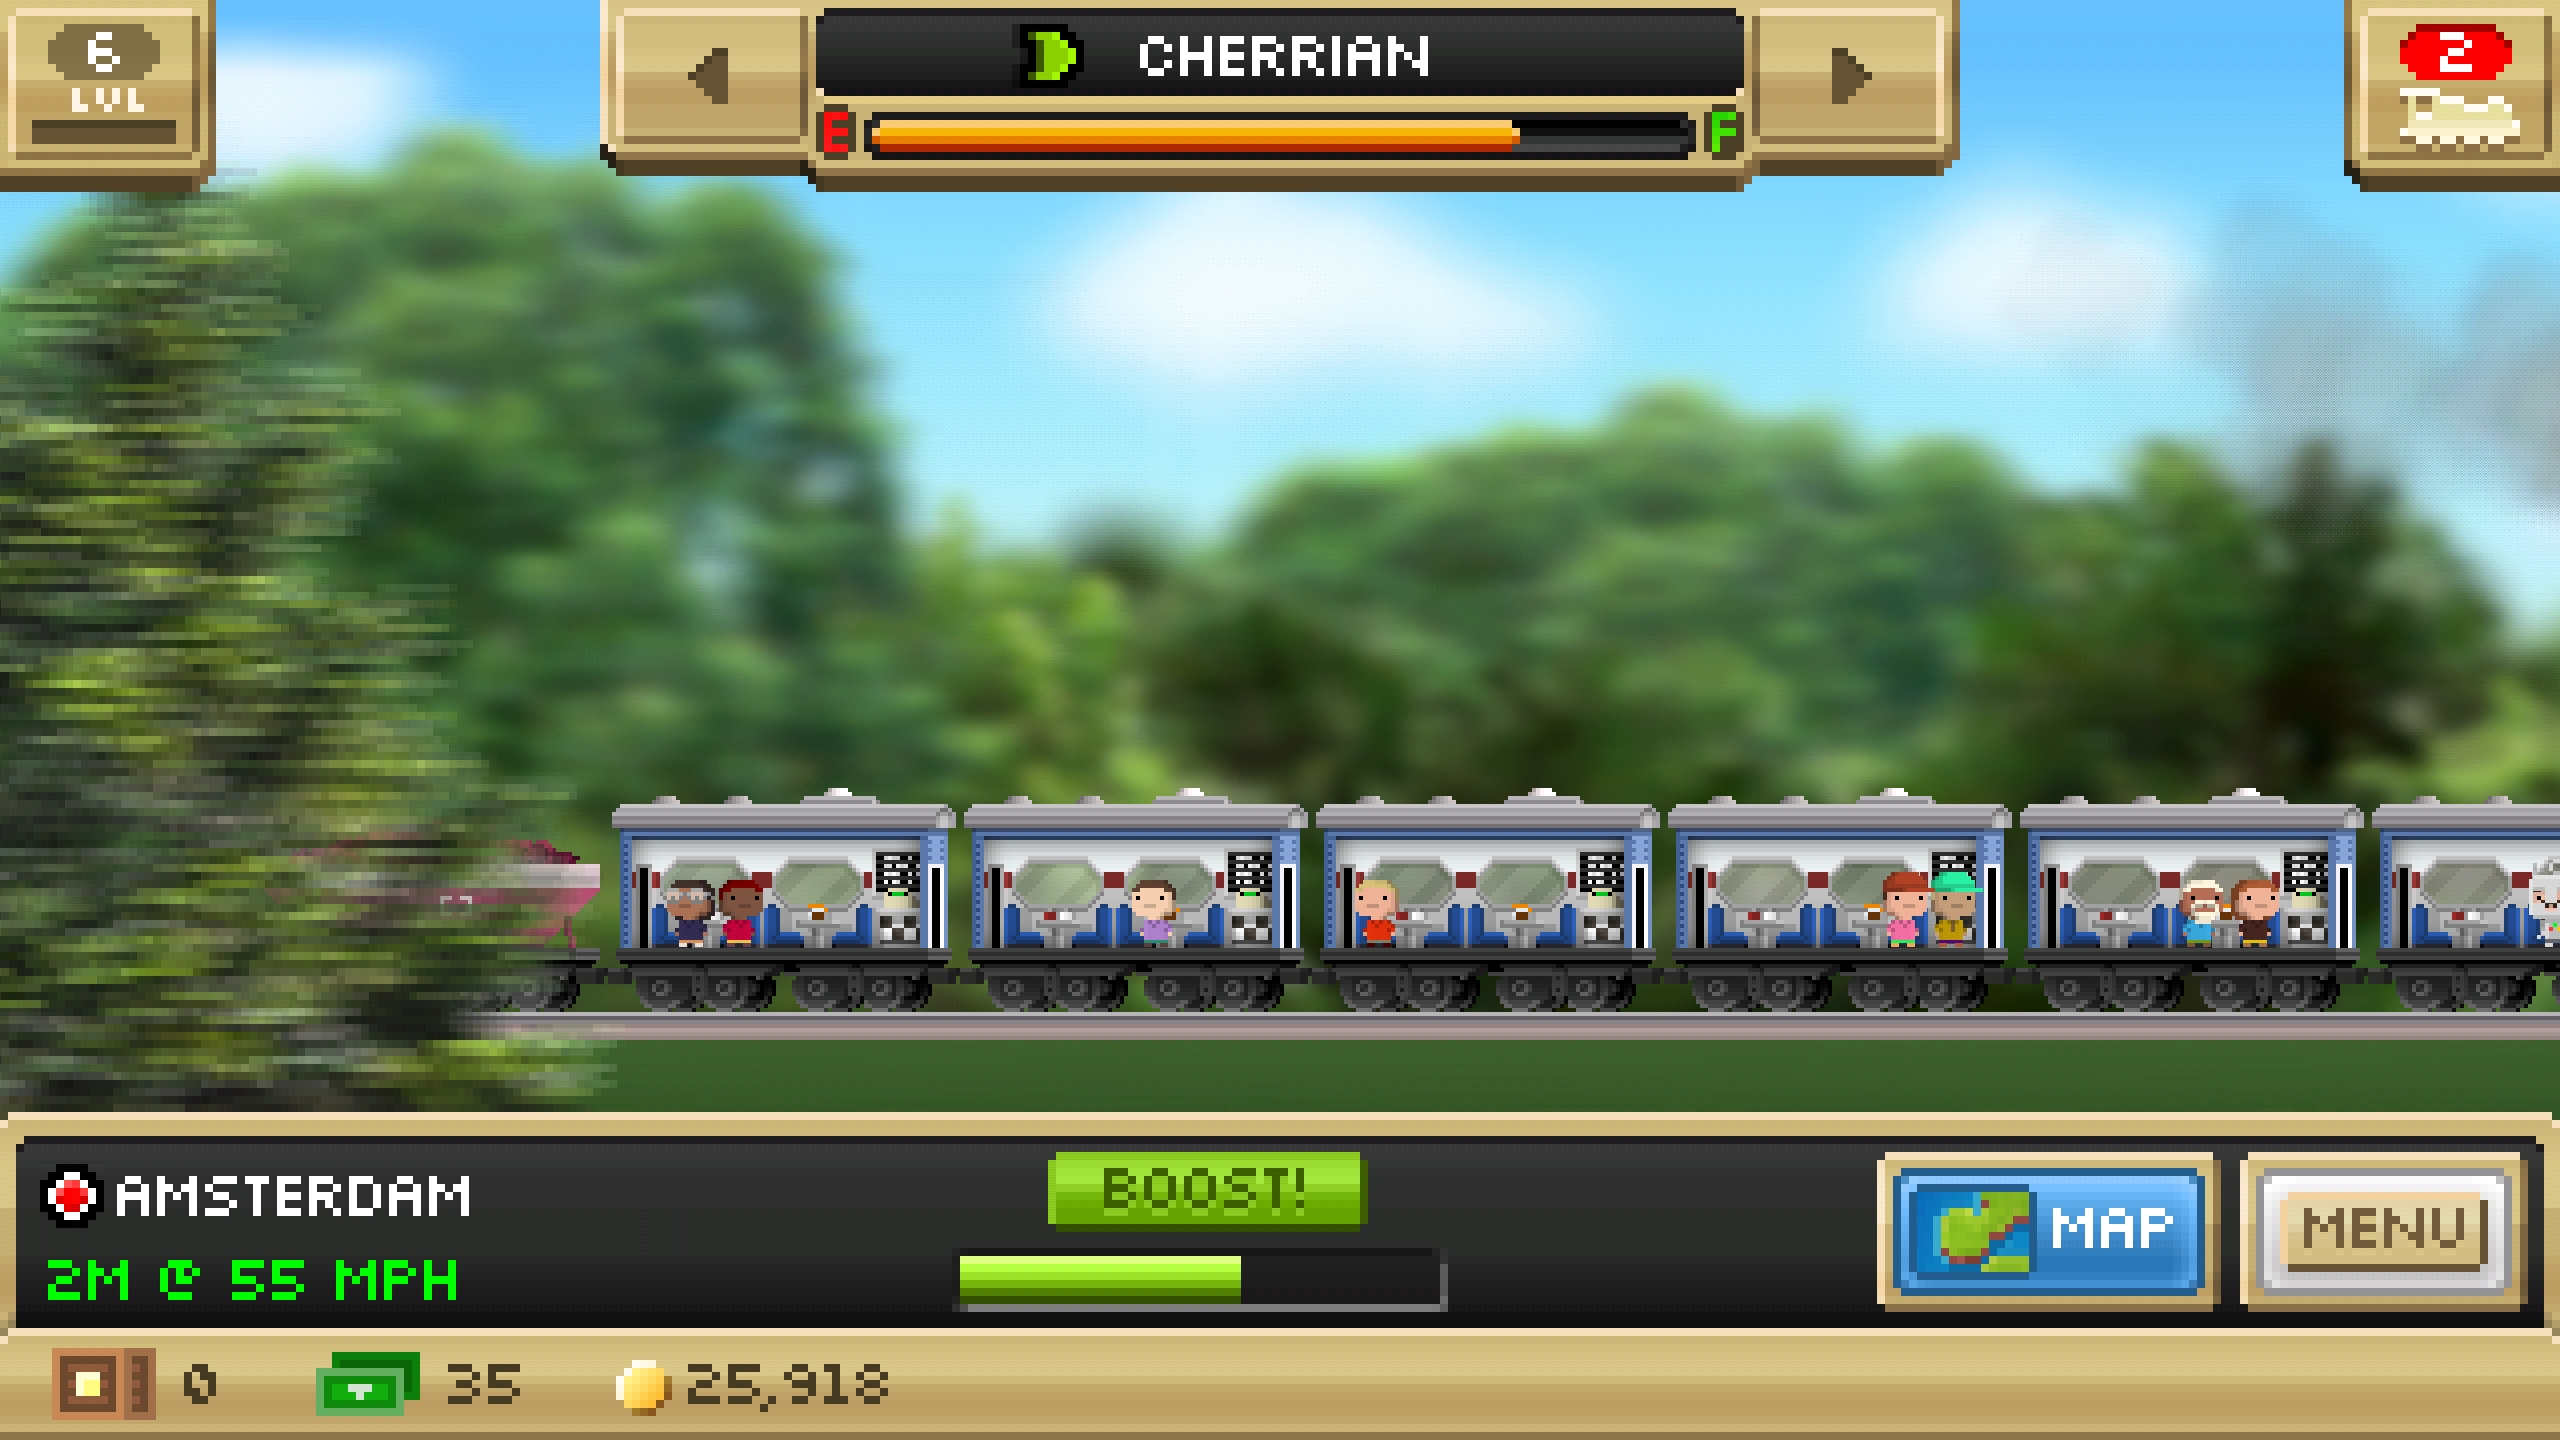 6
LVL
CHERRIAN
E
F
2
AMSTERDAM
2M @ 55 MPH
BOOST!
MAP
MENU
0
35
25,918